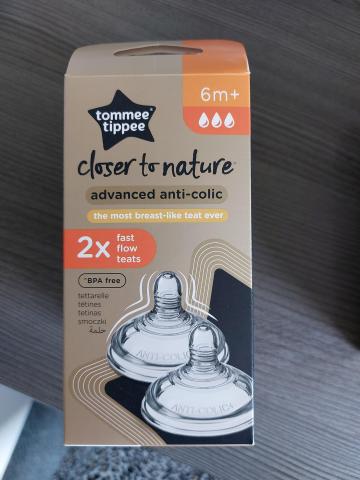 tommee
tippee
6m+
closer to nature
advanced anti-colic
the most breast-like teat ever
2x
fast
flow
teats
*BPA free
tettarelle
tétines
tetinas
smoczki
حلمة
ANTI-COLIC
ANTI-COLIC+